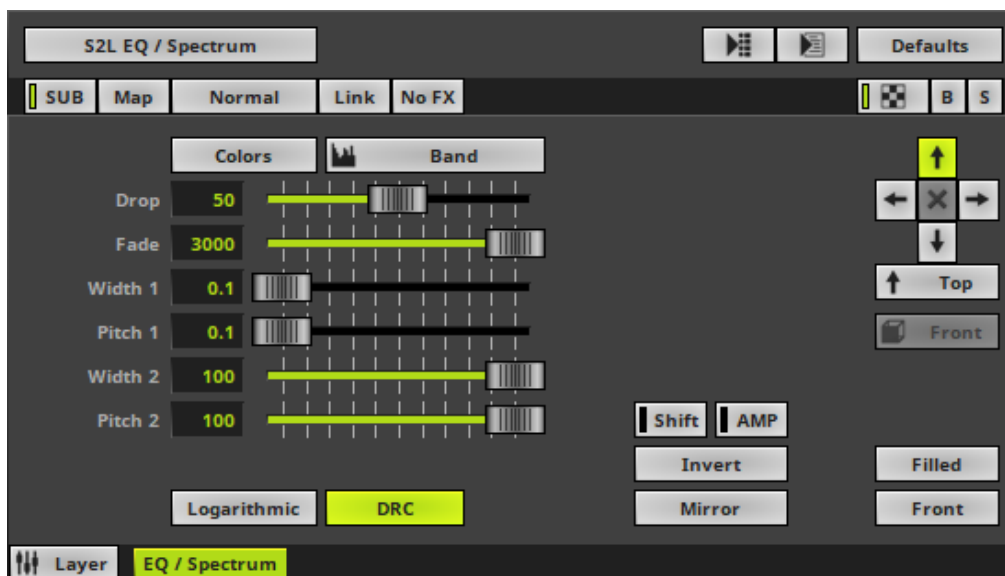 S2L EQ / Spectrum Defaults
SUB Map Normal Link No FX B S
Colors Band
Drop 50
Fade 3000
Width 1 0.1
Top
Pitch 1 0.1
Front
Width 2 100
Pitch 2 100
Shift AMP
Invert Filled
Logarithmic DRC Mirror Front
Layer EQ / Spectrum